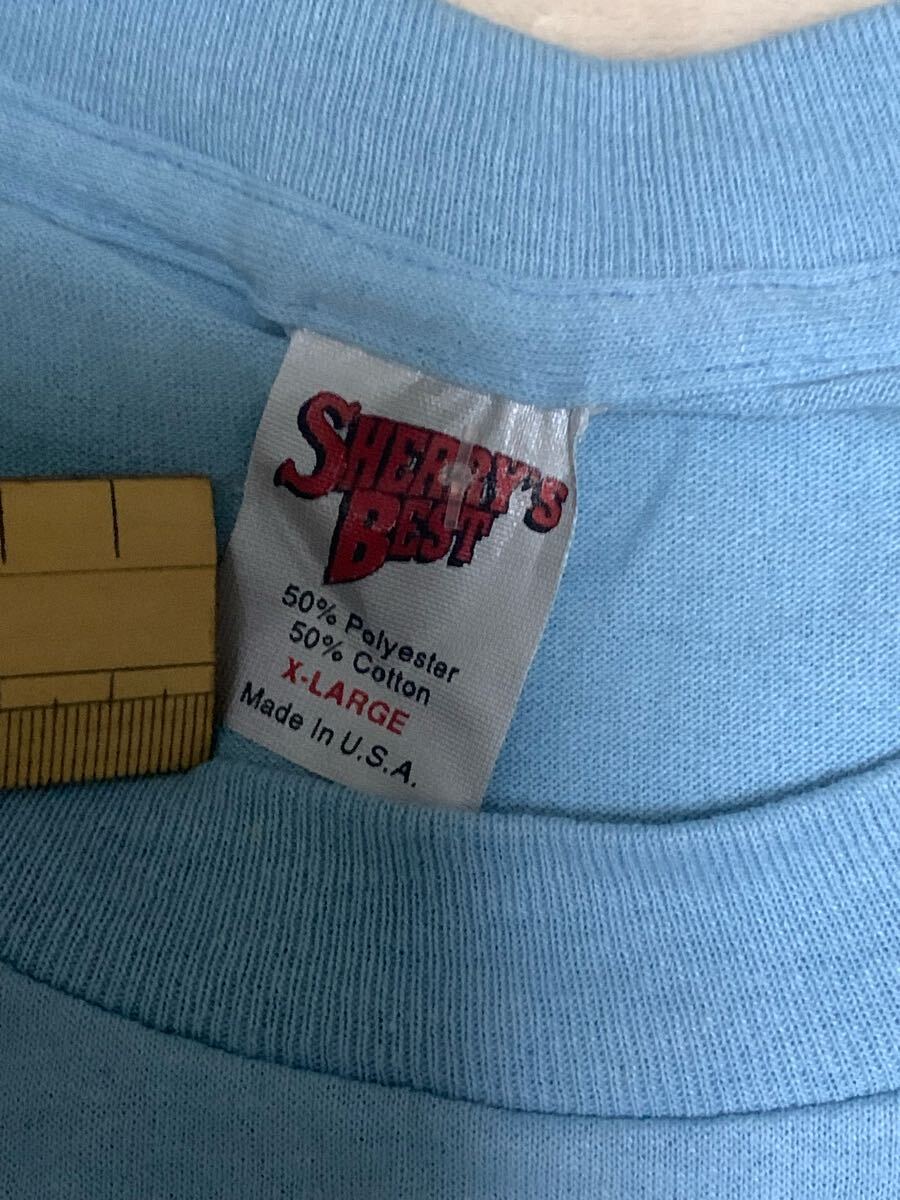 SHERRY'S
BEST
50% Polyester
50% Cotton
X-LARGE
Made In U.S.A.